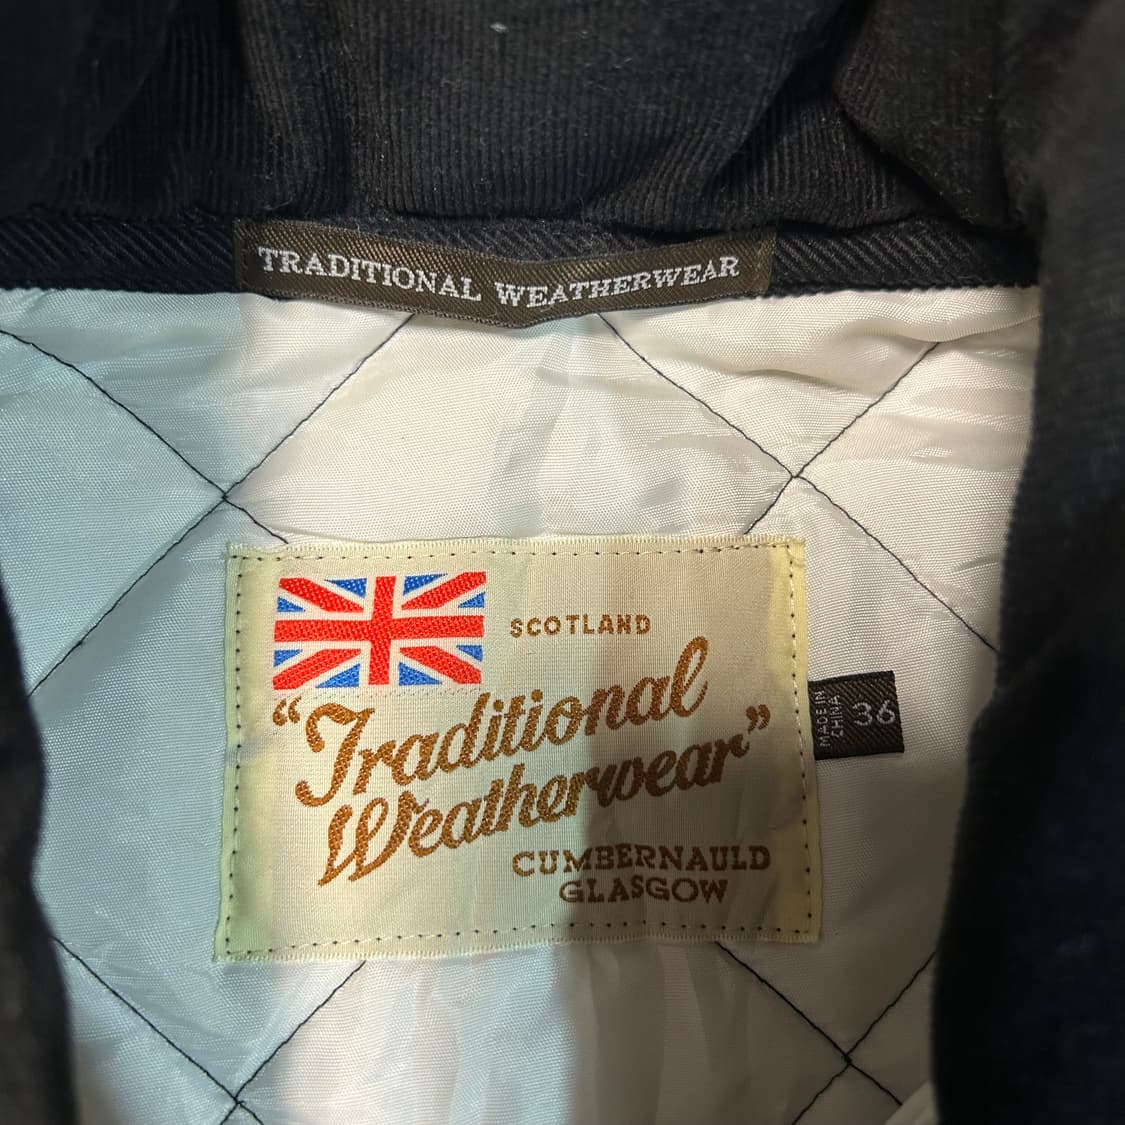 TRADITIONAL WEATHERWEAR
SCOTLAND
"Traditional
Weatherwear"
CUMBERNAULD
GLASGOW
MADE IN
CHINA
36